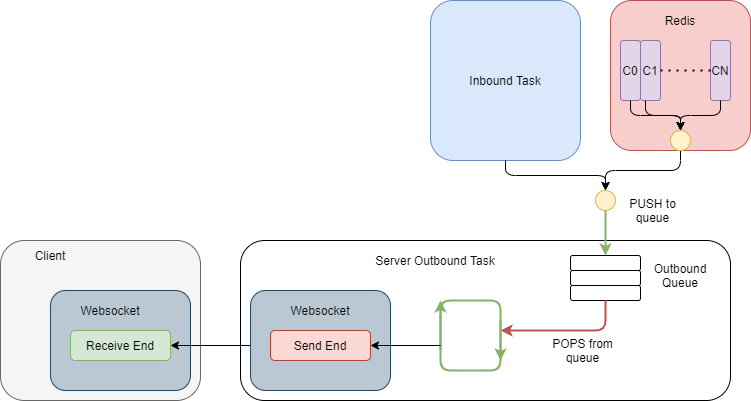 Redis
Inbound Task
C0
C1
CN
PUSH to
queue
Client
Server Outbound Task
Outbound
Queue
Websocket
Websocket
Receive End
Send End
POPS from
queue